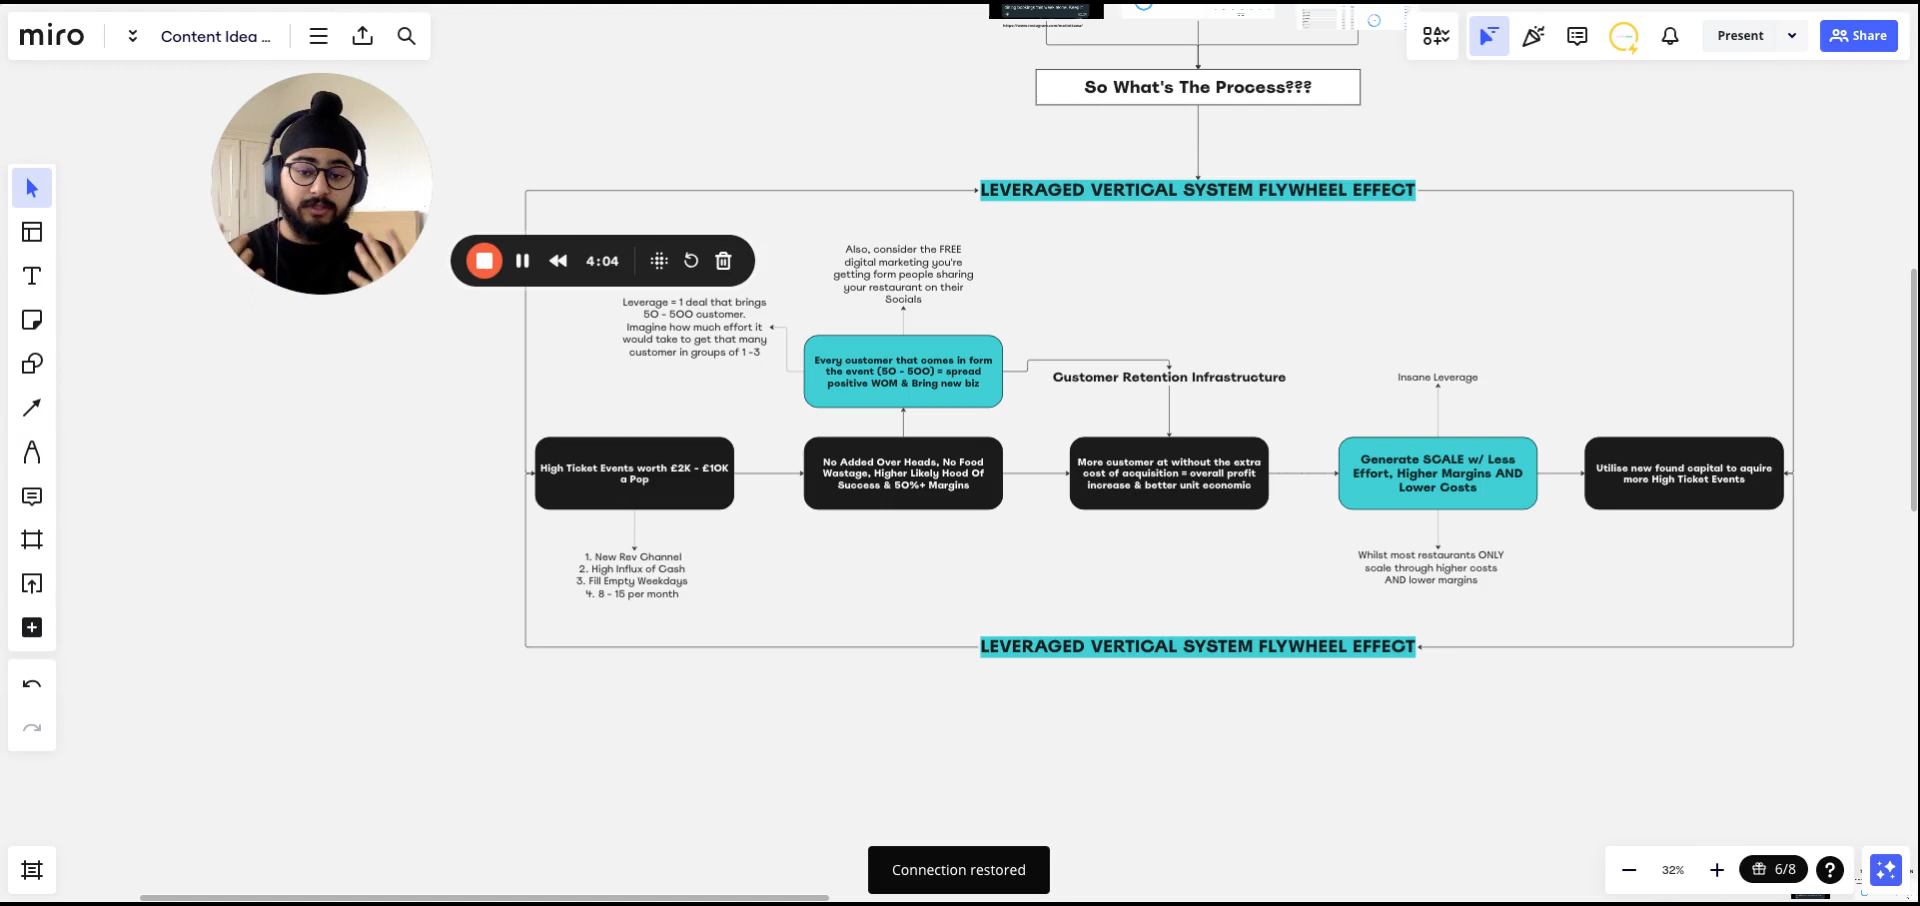 miro
Content Idea ...
Present
Share
https://www.instagram.com/
So What's The Process???
LEVERAGED VERTICAL SYSTEM FLYWHEEL EFFECT
4:04
Also, consider the FREE
digital marketing you're
getting form people sharing
your restaurant on their
Socials
Leverage = 1 deal that brings
50 - 500 customer.
Imagine how much effort it
would take to get that many
customer in groups of 1 -3
Every customer that comes in form
the event (50 - 500) = spread
positive WOM & Bring new biz
Customer Retention Infrastructure
Insane Leverage
High Ticket Events worth £2K - £10K
a Pop
No Added Over Heads, No Food
Wastage, Higher Likely Hood Of
Success & 50%+ Margins
More customer at without the extra
cost of acquisition = overall profit
increase & better unit economic
Generate SCALE w/ Less
Effort, Higher Margins AND
Lower Costs
Utilise new found capital to aquire
more High Ticket Events
1. New Rev Channel
2. High Influx of Cash
3. Fill Empty Weekdays
4. 8 - 15 per month
Whilst most restaurants ONLY
scale through higher costs
AND lower margins
LEVERAGED VERTICAL SYSTEM FLYWHEEL EFFECT
Connection restored
32%
6/8